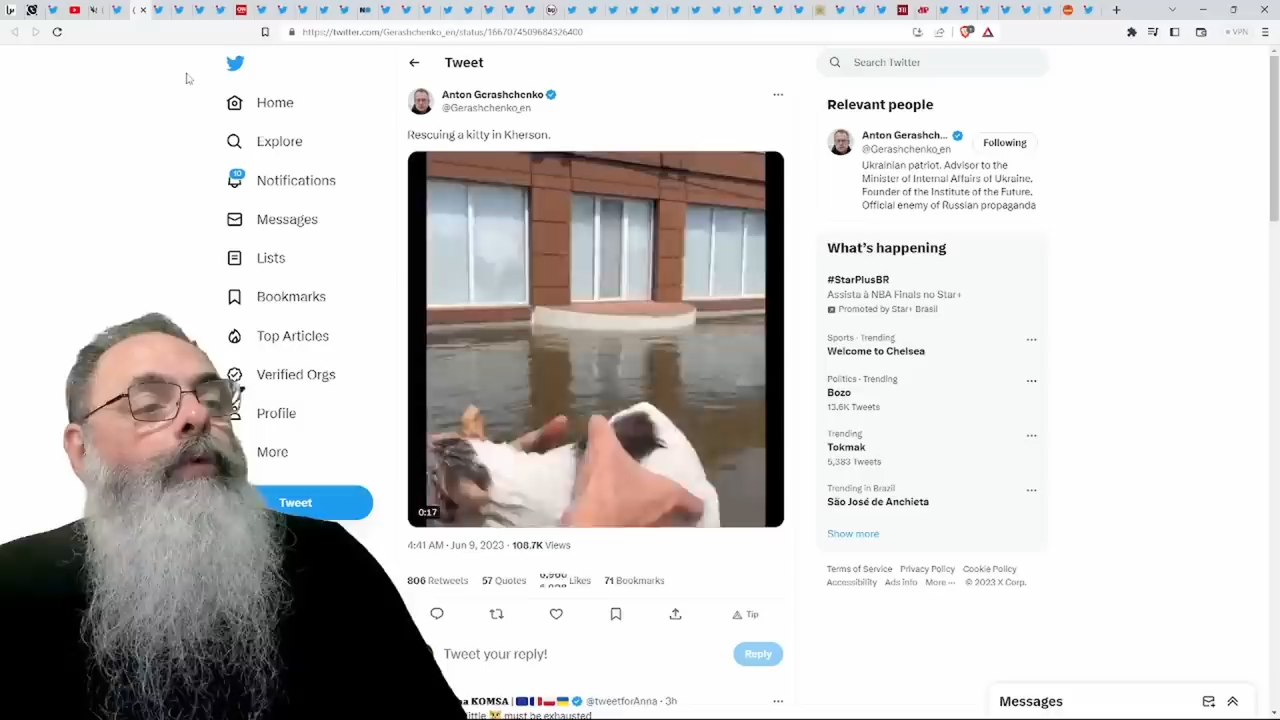 https://twitter.com/Gerashchenko_en/status/1667074509684326400
VPN
Home
Explore
10
Notifications
Messages
Lists
Bookmarks
Top Articles
Verified Orgs
Profile
More
Tweet
Tweet
Anton Gerashchenko
@Gerashchenko_en
Rescuing a kitty in Kherson.
0:17
4:41 AM · Jun 9, 2023 · 108.7K Views
806 Retweets 57 Quotes Likes 71 Bookmarks
Tip
Tweet your reply!
Reply
KOMSA | @tweetforAnna · 3h
must be exhausted
Search Twitter
Relevant people
Anton Gerashch...
@Gerashchenko_en
Following
Ukrainian patriot. Advisor to the
Minister of Internal Affairs of Ukraine.
Founder of the Institute of the Future.
Official enemy of Russian propaganda
What's happening
#StarPlusBR
Assista à NBA Finals no Star+
Promoted by Star+ Brasil
Sports · Trending
Welcome to Chelsea
Politics · Trending
Bozo
13.6K Tweets
Trending
Tokmak
5,383 Tweets
Trending in Brazil
São José de Anchieta
Show more
Terms of Service Privacy Policy Cookie Policy
Accessibility Ads info More ··· © 2023 X Corp.
Messages